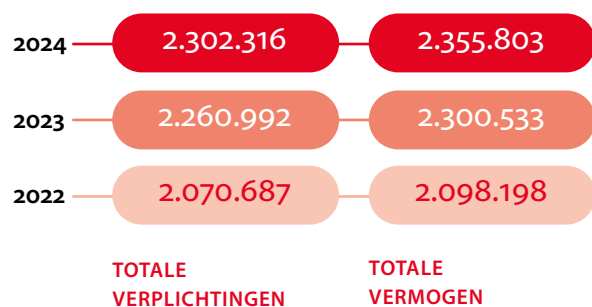 2024 2.302.316 2.355.803
2023 2.260.992 2.300.533
2022 2.070.687 2.098.198
TOTALE VERPLICHTINGEN
TOTALE VERMOGEN